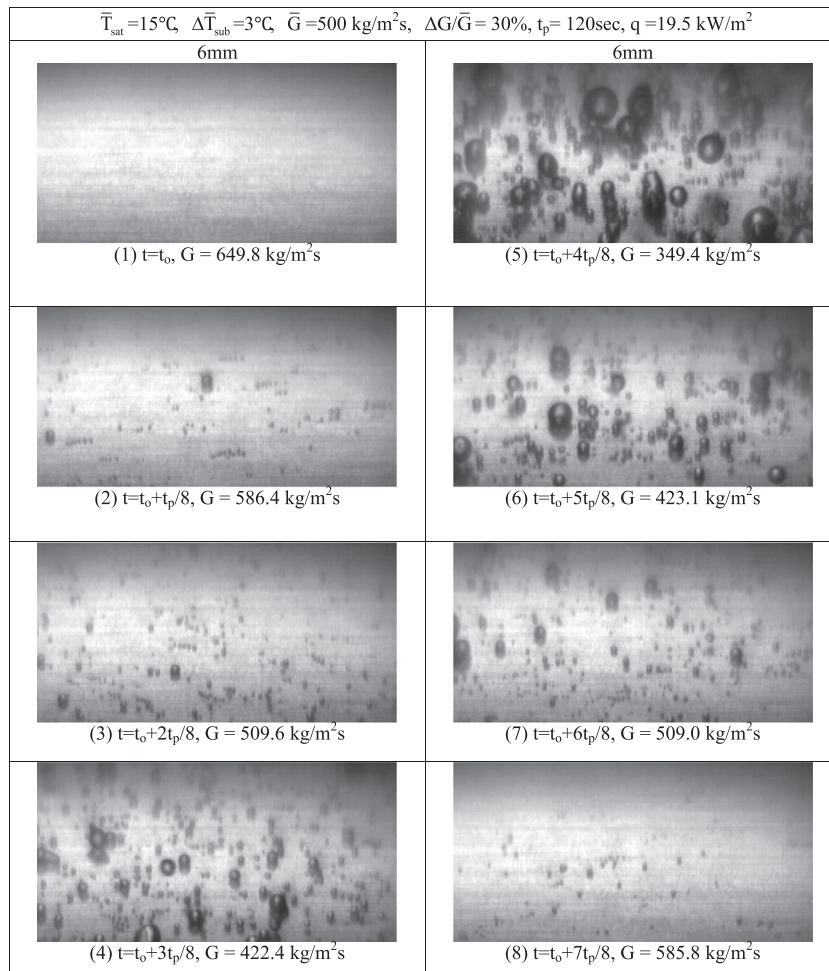 T̅sat =15℃, ΔT̅sub =3℃, G̅ =500 kg/m²s, ΔG/G̅ = 30%, tp= 120sec, q =19.5 kW/m²
6mm
(1) t=to, G = 649.8 kg/m²s
(2) t=to+tp/8, G = 586.4 kg/m²s
(3) t=to+2tp/8, G = 509.6 kg/m²s
(4) t=to+3tp/8, G = 422.4 kg/m²s
6mm
(5) t=to+4tp/8, G = 349.4 kg/m²s
(6) t=to+5tp/8, G = 423.1 kg/m²s
(7) t=to+6tp/8, G = 509.0 kg/m²s
(8) t=to+7tp/8, G = 585.8 kg/m²s